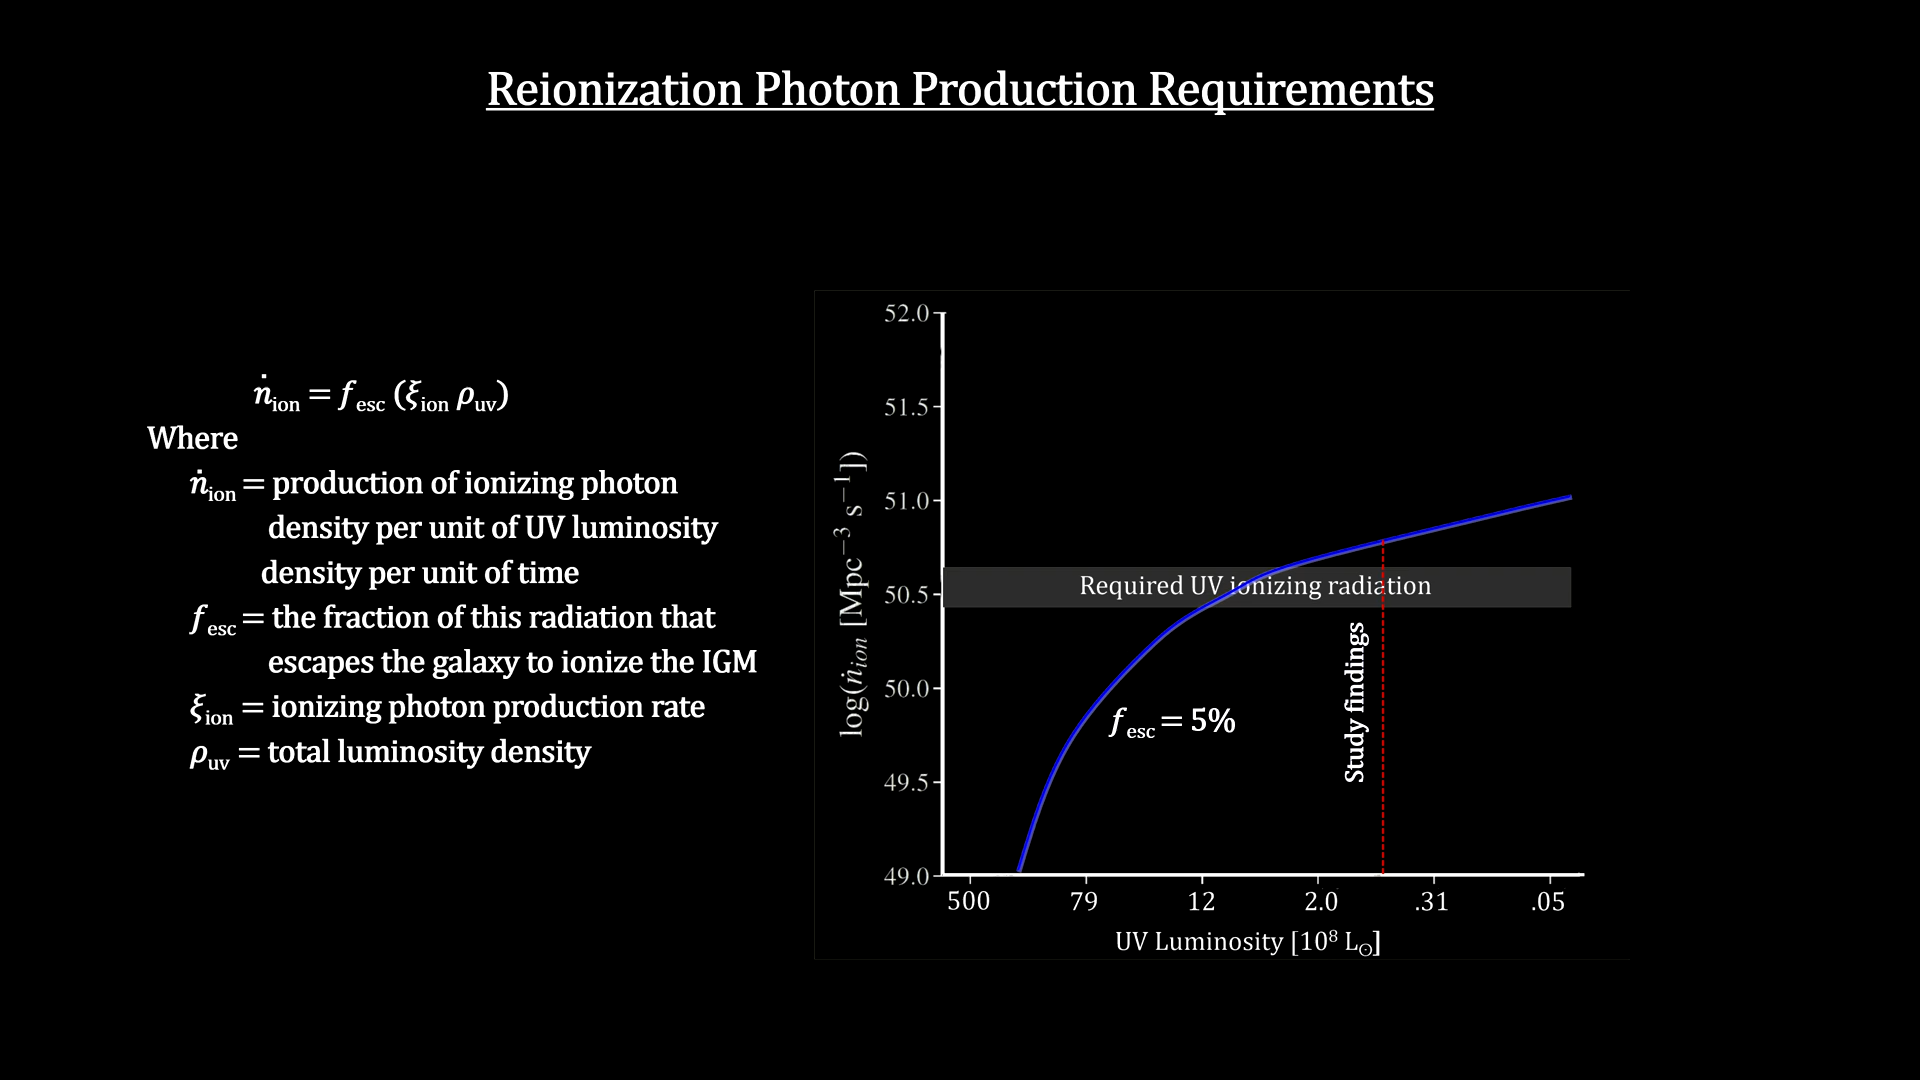 Reionization Photon Production Requirements
ṅion = fesc (ξion ρuv)
Where
ṅion = production of ionizing photon
density per unit of UV luminosity
density per unit of time
fesc = the fraction of this radiation that
escapes the galaxy to ionize the IGM
ξion = ionizing photon production rate
ρuv = total luminosity density
log(ṅion [Mpc⁻³ s⁻¹])
52.0
51.5
51.0
50.5
50.0
49.5
49.0
Required UV ionizing radiation
fesc = 5%
Study findings
500 79 12 2.0 .31 .05
UV Luminosity [10⁸ L⊙]